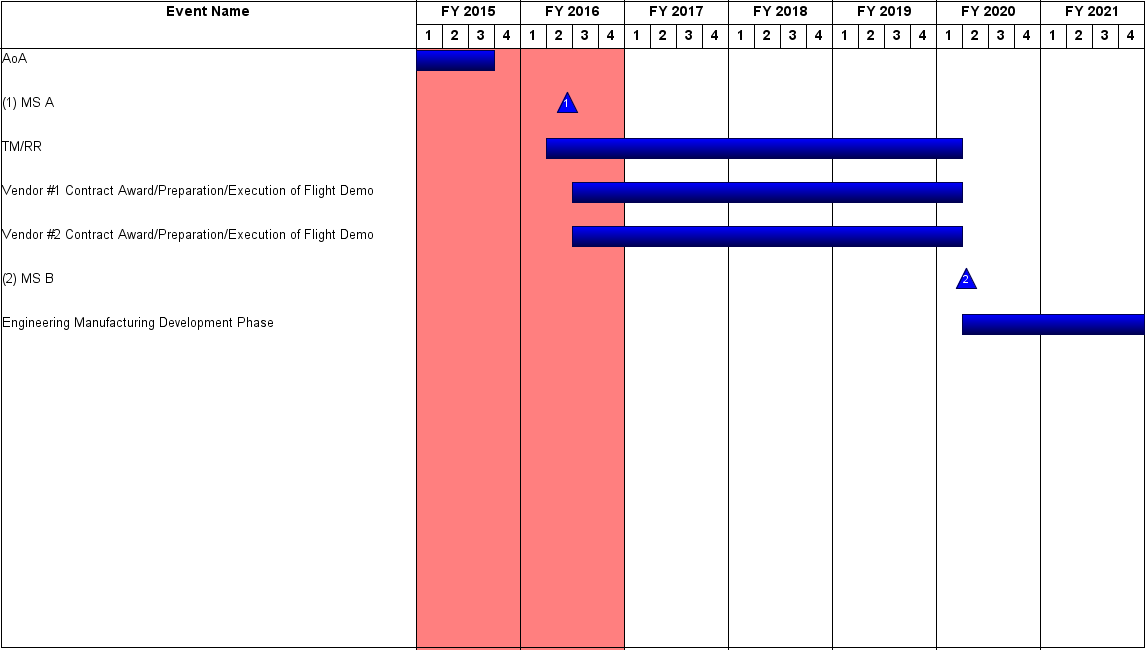 Event Name FY 2015 FY 2016 FY 2017 FY 2018 FY 2019 FY 2020 FY 2021
1 2 3 4 1 2 3 4 1 2 3 4 1 2 3 4 1 2 3 4 1 2 3 4 1 2 3 4
AoA
(1) MS A 1
TM/RR
Vendor #1 Contract Award/Preparation/Execution of Flight Demo
Vendor #2 Contract Award/Preparation/Execution of Flight Demo
(2) MS B 2
Engineering Manufacturing Development Phase